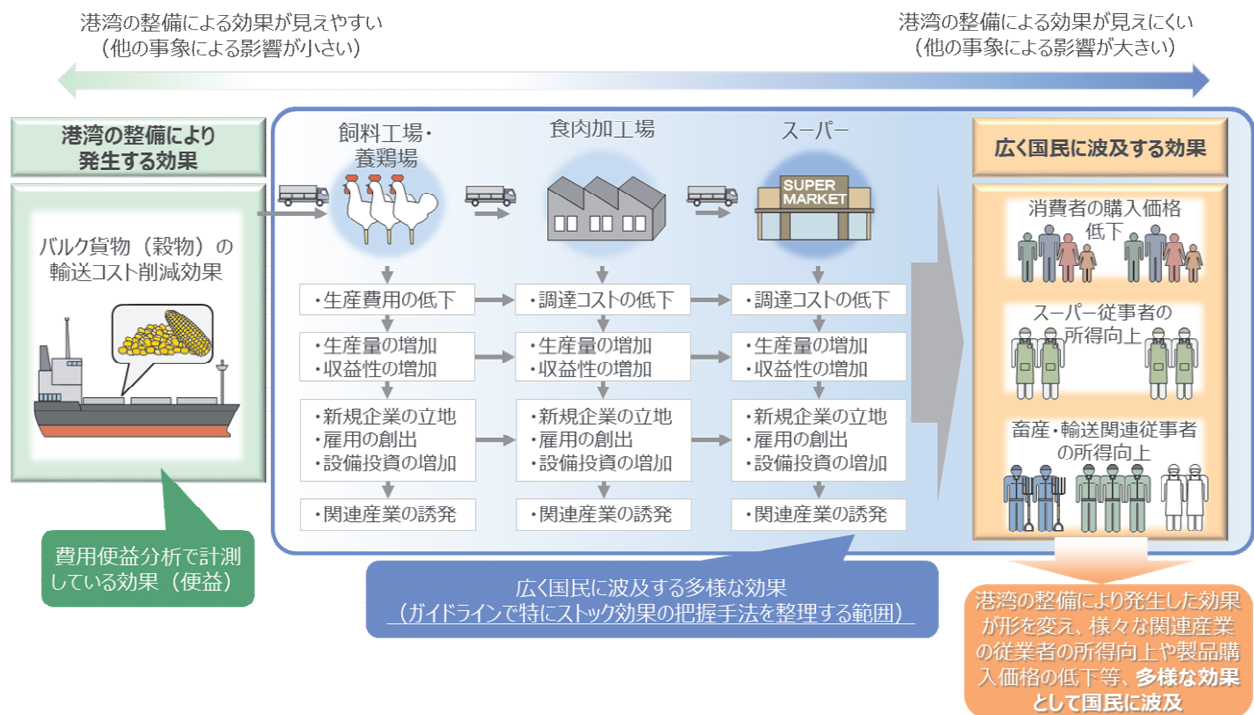 港湾の整備による効果が見えやすい
（他の事象による影響が小さい）
港湾の整備による効果が見えにくい
（他の事象による影響が大きい）
港湾の整備により
発生する効果
バルク貨物（穀物）の
輸送コスト削減効果
費用便益分析で計測
している効果（便益）
飼料工場・
養鶏場
食肉加工場
スーパー
SUPER
MARKET
・生産費用の低下
・調達コストの低下
・調達コストの低下
・生産量の増加
・収益性の増加
・生産量の増加
・収益性の増加
・生産量の増加
・収益性の増加
・新規企業の立地
・雇用の創出
・設備投資の増加
・新規企業の立地
・雇用の創出
・設備投資の増加
・新規企業の立地
・雇用の創出
・設備投資の増加
・関連産業の誘発
・関連産業の誘発
・関連産業の誘発
広く国民に波及する多様な効果
（ガイドラインで特にストック効果の把握手法を整理する範囲）
広く国民に波及する効果
消費者の購入価格
低下
スーパー従事者の
所得向上
畜産・輸送関連従事者
の所得向上
港湾の整備により発生した効果
が形を変え、様々な関連産業
の従業者の所得向上や製品購
入価格の低下等、多様な効果
として国民に波及